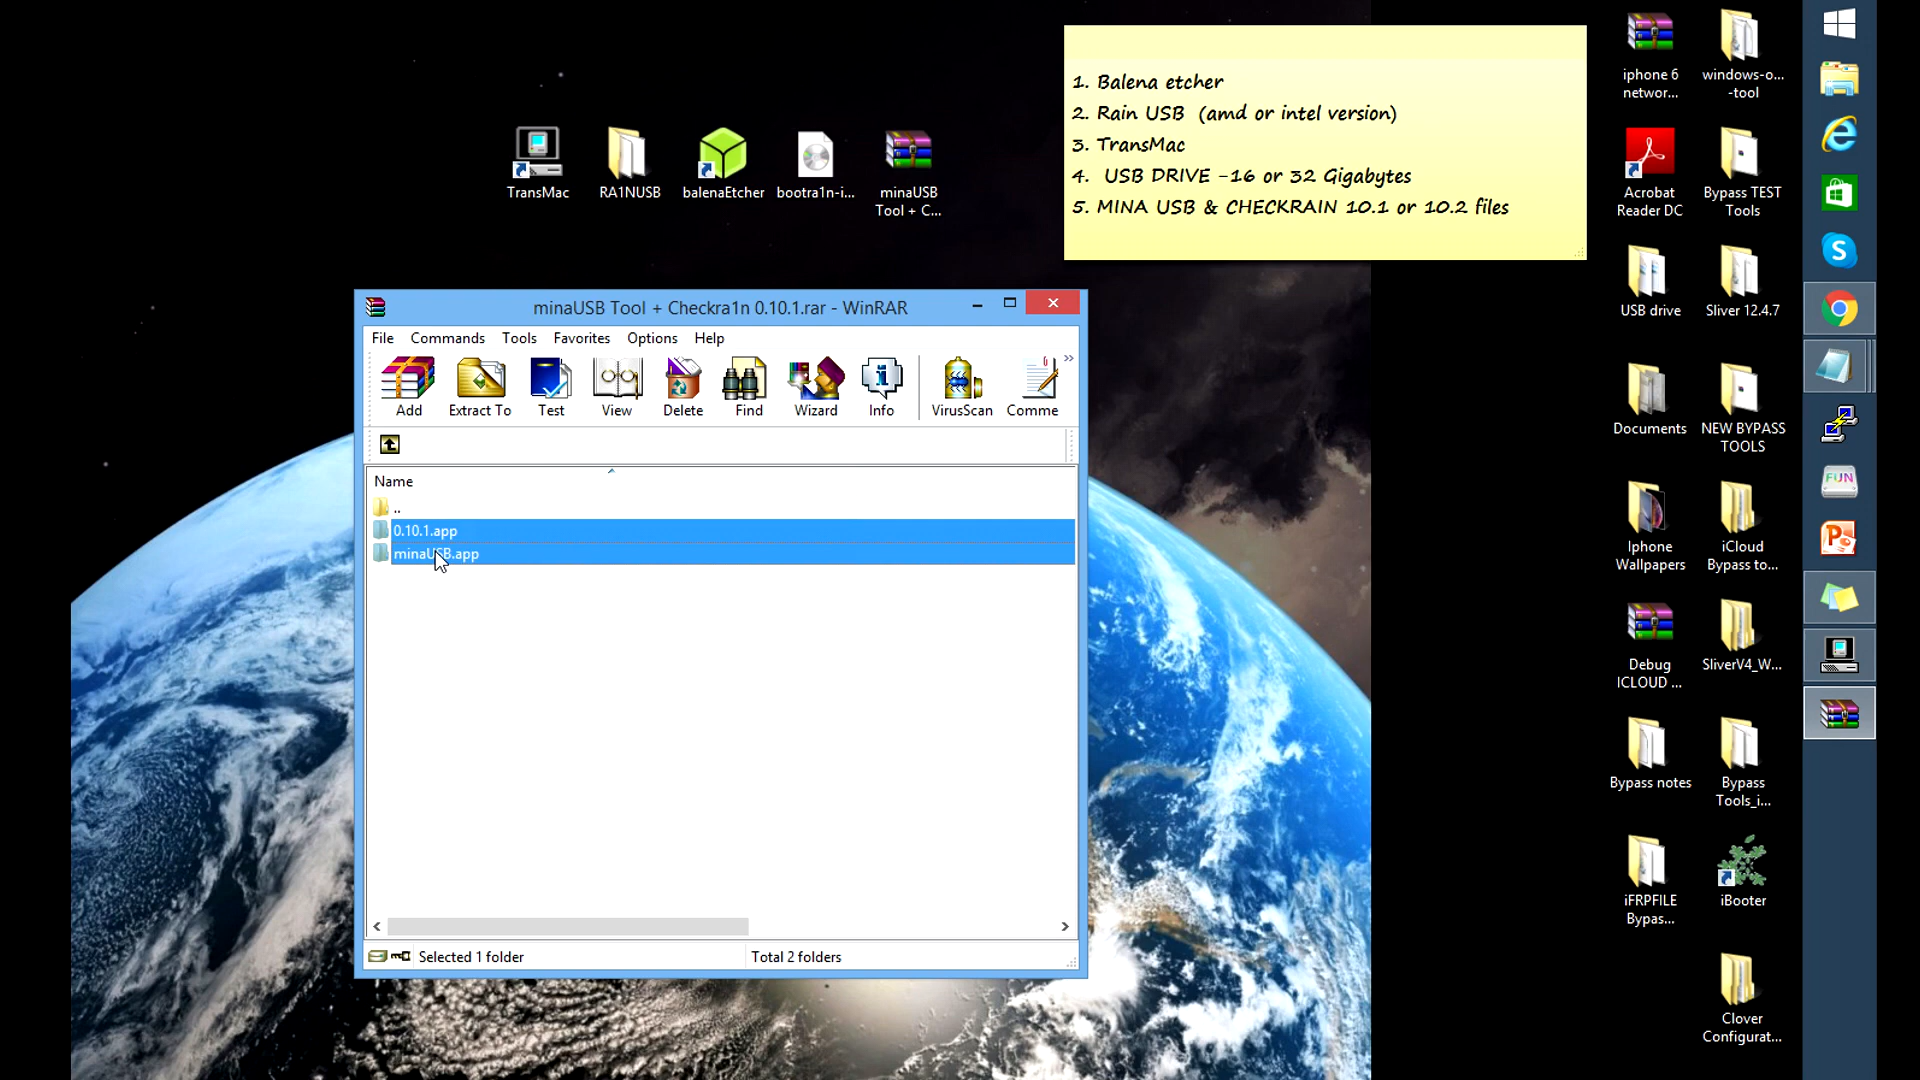 1. Balena etcher
2. Rain USB (amd or intel version)
3. TransMac
4. USB DRIVE -16 or 32 Gigabytes
5. MINA USB & CHECKRAIN 10.1 or 10.2 files
TransMac
RA1NUSB
balenaEtcher
bootra1n-i...
minaUSB
Tool + C...
minaUSB Tool + Checkra1n 0.10.1.rar - WinRAR
File Commands Tools Favorites Options Help
Add Extract To Test View Delete Find Wizard Info VirusScan Comme
Name
..
0.10.1.app
minaUSB.app
Selected 1 folder
Total 2 folders
iphone 6
networ...
windows-o...
-tool
Acrobat
Reader DC
Bypass TEST
Tools
USB drive
Sliver 12.4.7
Documents
NEW BYPASS
TOOLS
Iphone
Wallpapers
iCloud
Bypass to...
Debug
ICLOUD ...
SliverV4_W...
Bypass notes
Bypass
Tools_i...
iFRPFILE
Bypas...
iBooter
Clover
Configurat...
FUN